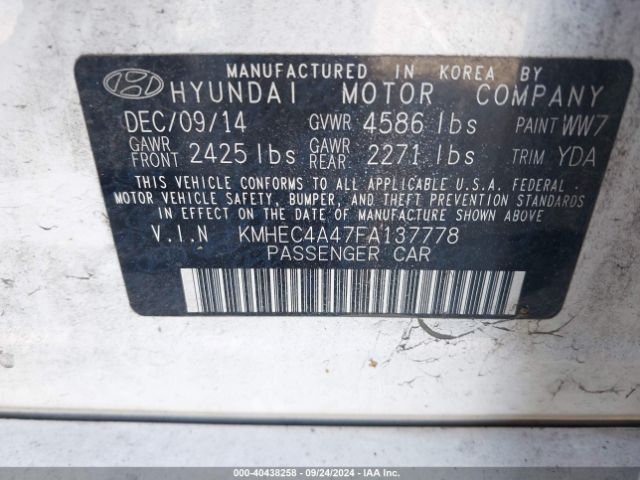 MANUFACTURED IN KOREA BY
HYUNDAI MOTOR COMPANY
DEC/09/14 GVWR 4586 lbs PAINT WW7
GAWR FRONT 2425 lbs GAWR REAR 2271 lbs TRIM YDA
THIS VEHICLE CONFORMS TO ALL APPLICABLE U.S.A. FEDERAL
MOTOR VEHICLE SAFETY, BUMPER, AND THEFT PREVENTION STANDARDS
IN EFFECT ON THE DATE OF MANUFACTURE SHOWN ABOVE.
V.I.N KMHEC4A47FA137778
PASSENGER CAR
000-40438258 - 09/24/2024 - IAA Inc.